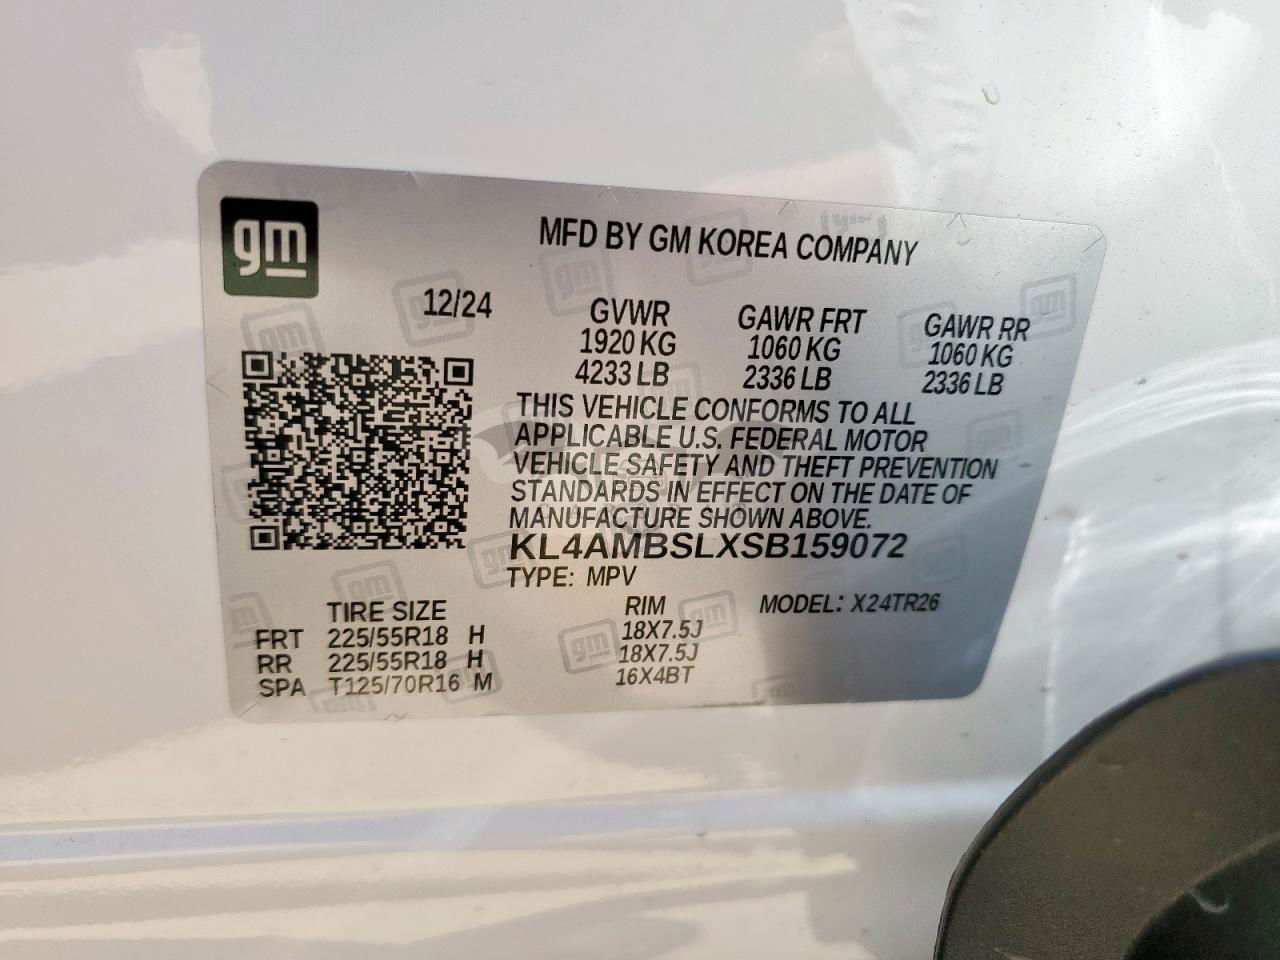 gm
MFD BY GM KOREA COMPANY
12/24
GVWR GAWR FRT GAWR RR
1920 KG 1060 KG 1060 KG
4233 LB 2336 LB 2336 LB
THIS VEHICLE CONFORMS TO ALL
APPLICABLE U.S. FEDERAL MOTOR
VEHICLE SAFETY AND THEFT PREVENTION
STANDARDS IN EFFECT ON THE DATE OF
MANUFACTURE SHOWN ABOVE.
KL4AMBSLXSB159072
TYPE: MPV
TIRE SIZE RIM MODEL: X24TR26
FRT 225/55R18 H 18X7.5J
RR 225/55R18 H 18X7.5J
SPA T125/70R16 M 16X4BT